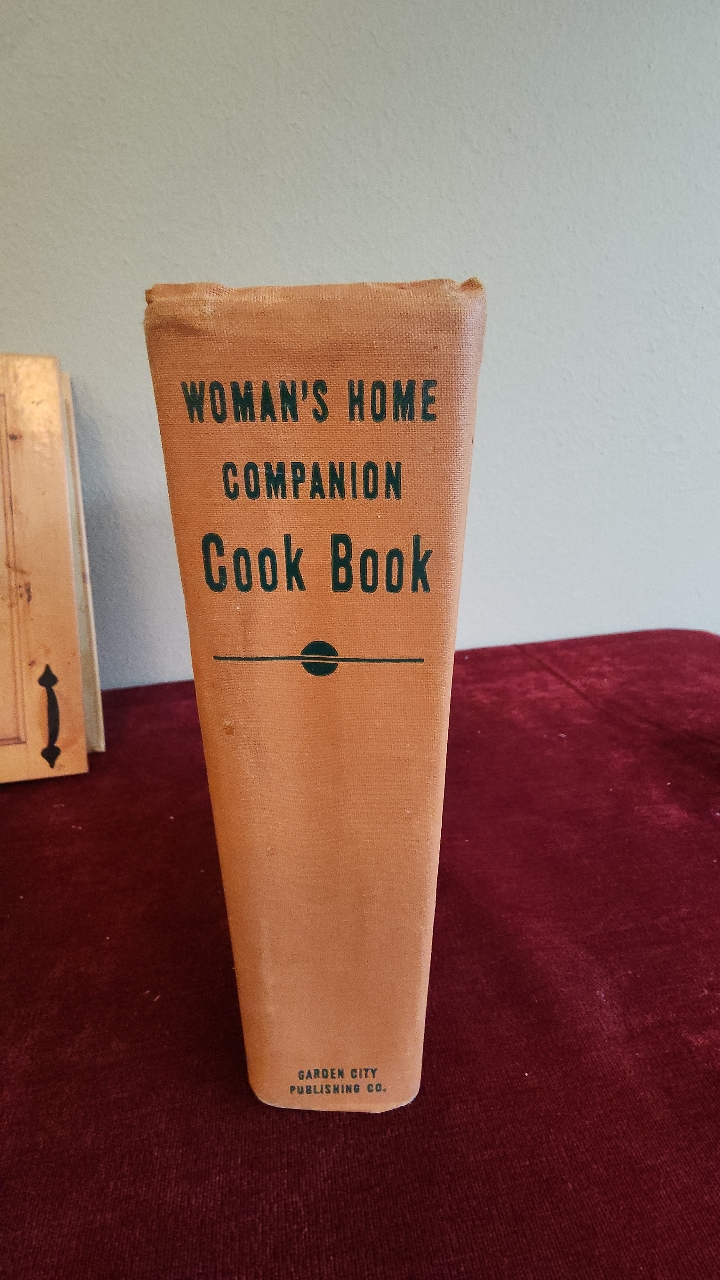 WOMAN'S HOME
COMPANION
Cook Book
GARDEN CITY
PUBLISHING CO.